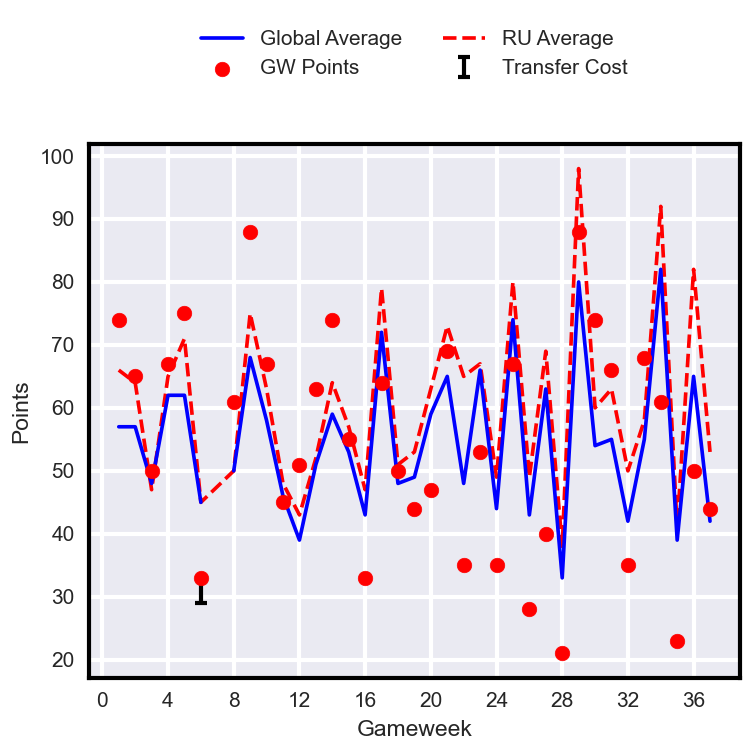 Global Average
RU Average
GW Points
Transfer Cost
100
90
80
70
60
50
40
30
20
Points
0 4 8 12 16 20 24 28 32 36
Gameweek